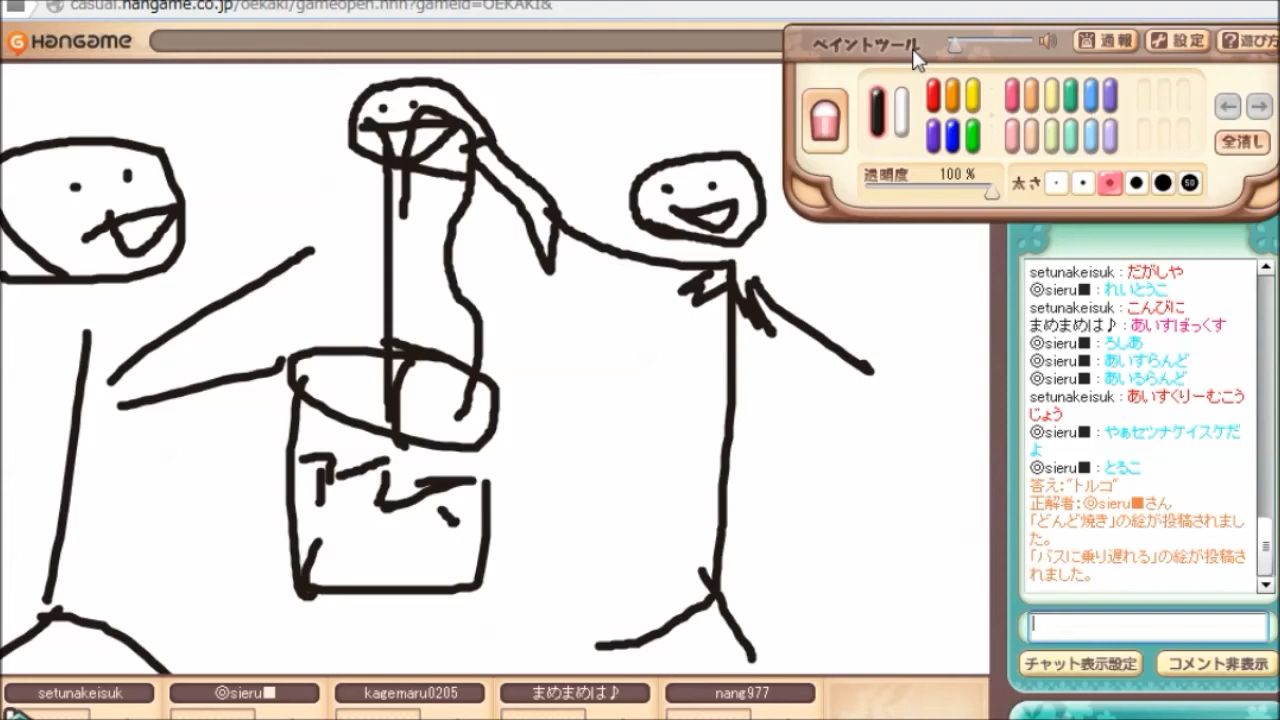 casual.hangame.co.jp/oekaki/gameopen.nhn?gameid=OEKAKI&
HANGAME
ペイントツール
通報
設定
遊び方
全消し
透明度 100 %
太さ
50
setunakeisuk : だがしや
◎sieru■ : れいとうこ
setunakeisuk : こんびに
まめまめは♪ : あいすぼっくす
◎sieru■ : ろしあ
◎sieru■ : あいすらんど
◎sieru■ : あいるらんど
setunakeisuk : あいすくりーむこう
じょう
◎sieru■ : やぁセツナケイスケだ
よ
◎sieru■ : とるこ
答え:"トルコ"
正解者:◎sieru■さん
「どんど焼き」の絵が投稿されまし
た。
「バスに乗り遅れる」の絵が投稿さ
れました。
アイス
チャット表示設定
コメント非表示
setunakeisuk
◎sieru■
kagemaru0205
まめまめは♪
nang977